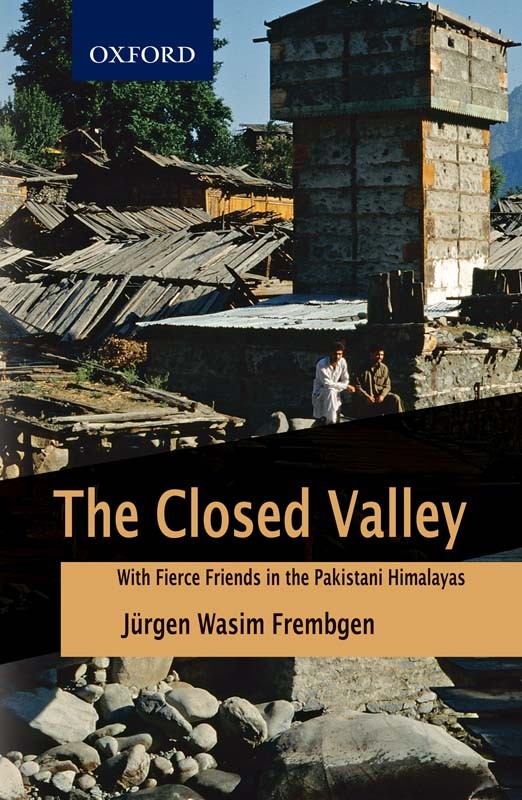 OXFORD
The Closed Valley
With Fierce Friends in the Pakistani Himalayas
Jürgen Wasim Frembgen